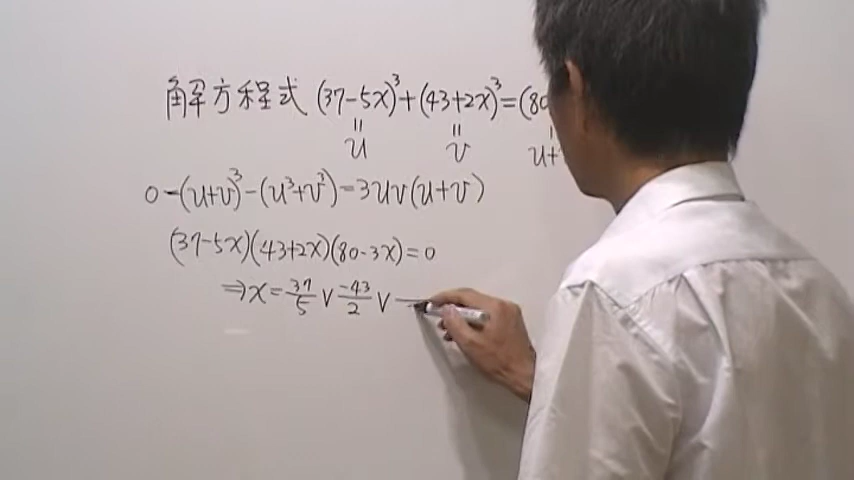 解方程式 (37-5x)³+(43+2x)³=(80
= = =
u v u+
0-(u+v)³-(u³+v³)=3uv(u+v)
(37-5x)(43+2x)(80-3x)=0
⇒x=37/5 ∨ -43/2 ∨ —